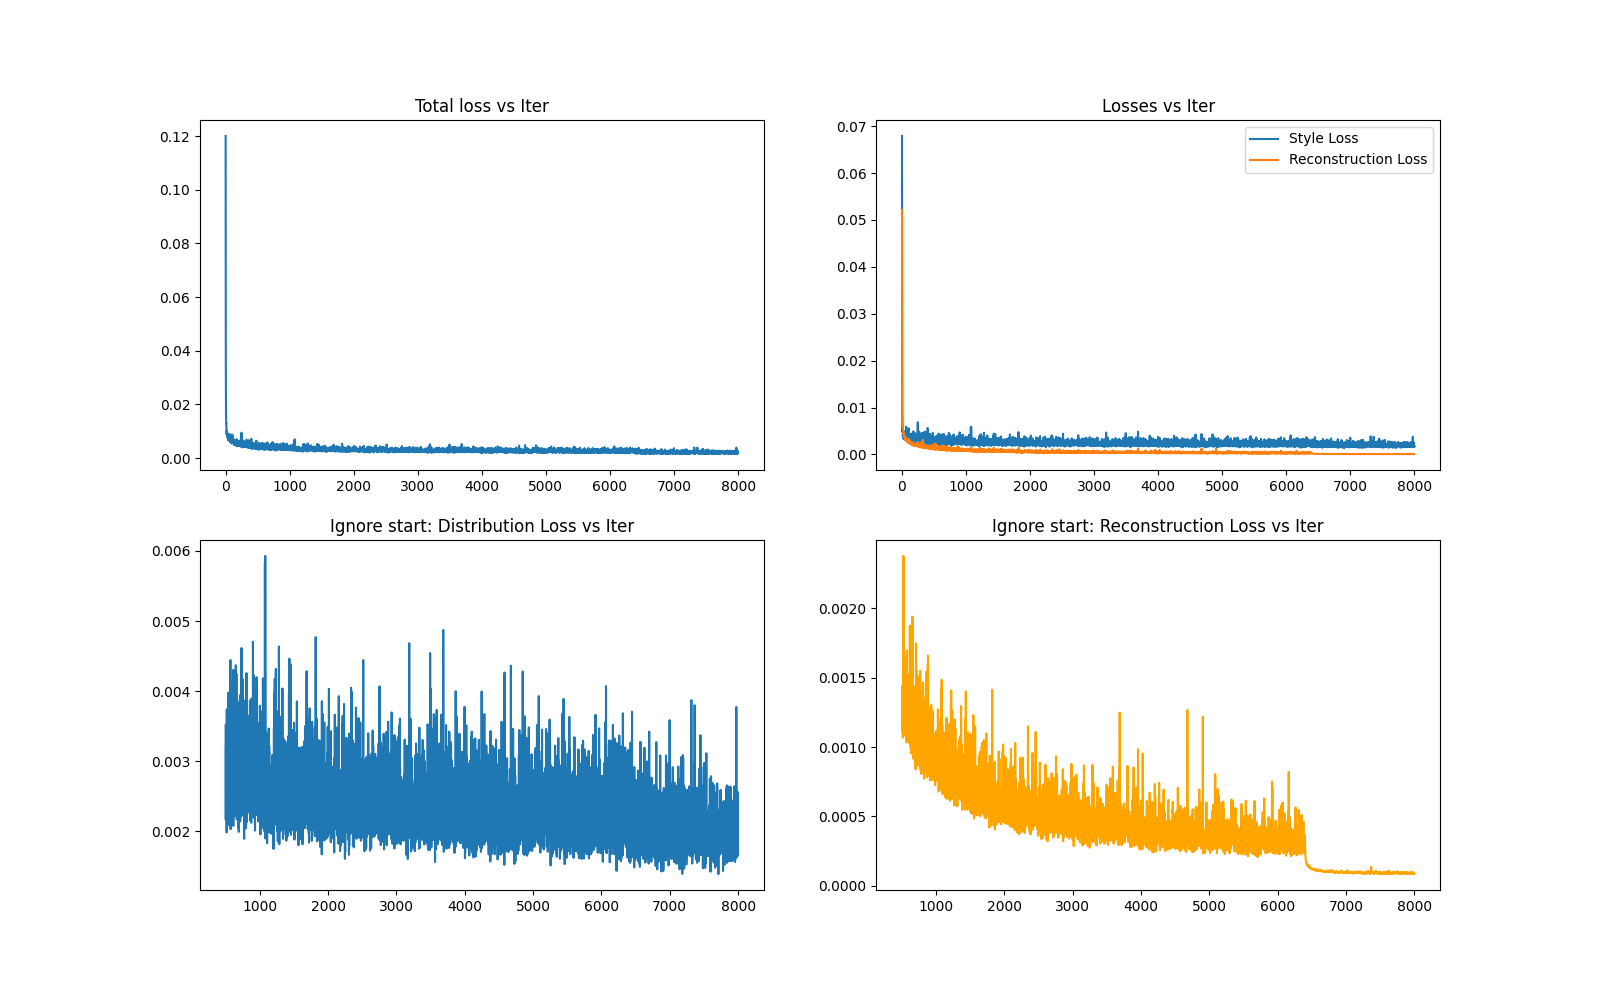 Total loss vs Iter
0.12
0.10
0.08
0.06
0.04
0.02
0.00
0 1000 2000 3000 4000 5000 6000 7000 8000
Losses vs Iter
Style Loss
Reconstruction Loss
0.07
0.06
0.05
0.04
0.03
0.02
0.01
0.00
0 1000 2000 3000 4000 5000 6000 7000 8000
Ignore start: Distribution Loss vs Iter
0.006
0.005
0.004
0.003
0.002
1000 2000 3000 4000 5000 6000 7000 8000
Ignore start: Reconstruction Loss vs Iter
0.0020
0.0015
0.0010
0.0005
0.0000
1000 2000 3000 4000 5000 6000 7000 8000